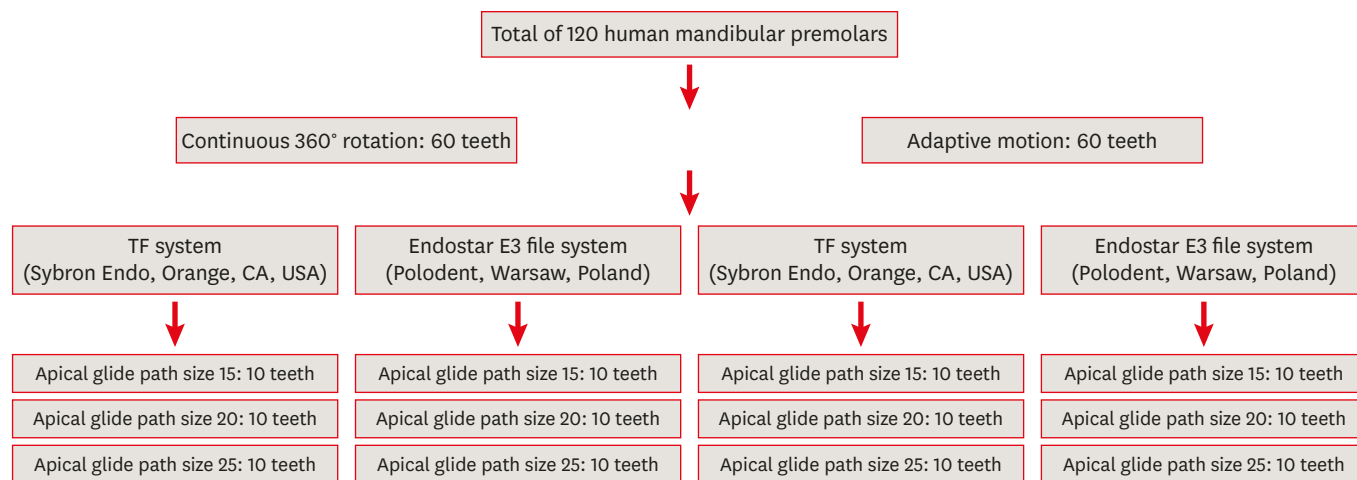 Total of 120 human mandibular premolars
Continuous 360° rotation: 60 teeth
Adaptive motion: 60 teeth
TF system
(Sybron Endo, Orange, CA, USA)
Endostar E3 file system
(Polodent, Warsaw, Poland)
TF system
(Sybron Endo, Orange, CA, USA)
Endostar E3 file system
(Polodent, Warsaw, Poland)
Apical glide path size 15: 10 teeth
Apical glide path size 15: 10 teeth
Apical glide path size 15: 10 teeth
Apical glide path size 15: 10 teeth
Apical glide path size 20: 10 teeth
Apical glide path size 20: 10 teeth
Apical glide path size 20: 10 teeth
Apical glide path size 20: 10 teeth
Apical glide path size 25: 10 teeth
Apical glide path size 25: 10 teeth
Apical glide path size 25: 10 teeth
Apical glide path size 25: 10 teeth